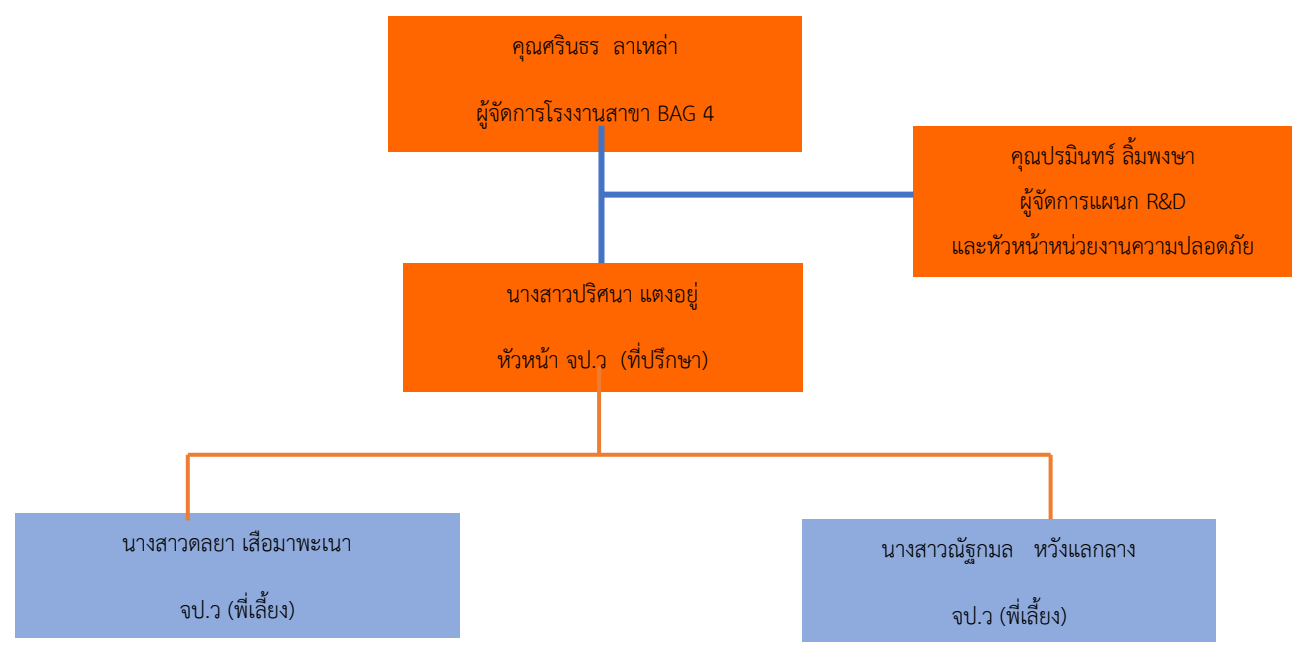 คุณศรินธร ลาเหล่า
ผู้จัดการโรงงานสาขา BAG 4
คุณปรมินทร์ ลิ้มพงษา
ผู้จัดการแผนก R&D
และหัวหน้าหน่วยงานความปลอดภัย
นางสาวปริศนา แตงอยู่
หัวหน้า จป.ว (ที่ปรึกษา)
นางสาวดลยา เสือมาพะเนา
จป.ว (พี่เลี้ยง)
นางสาวณัฐกมล หวังแลกลาง
จป.ว (พี่เลี้ยง)